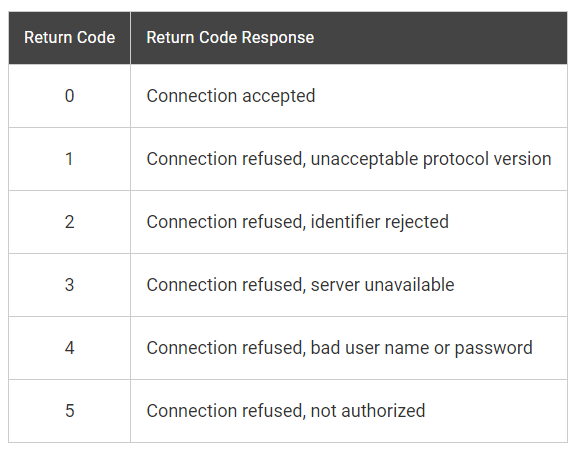 Return Code Return Code Response
0 Connection accepted
1 Connection refused, unacceptable protocol version
2 Connection refused, identifier rejected
3 Connection refused, server unavailable
4 Connection refused, bad user name or password
5 Connection refused, not authorized